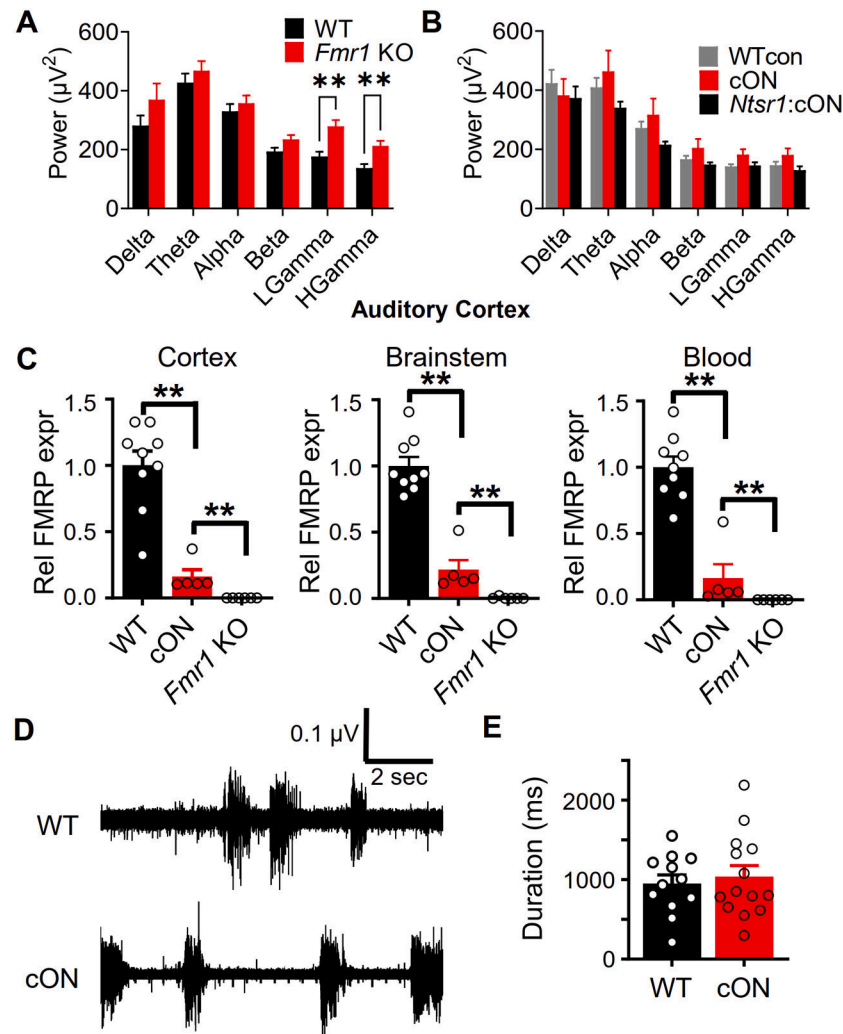 A
WT
Fmr1 KO
Power (µV2)
600
400
200
0
** **
Delta
Theta
Alpha
Beta
LGamma
HGamma
B
WTcon
cON
Ntsr1:cON
Power (µV2)
600
400
200
0
Delta
Theta
Alpha
Beta
LGamma
HGamma
Auditory Cortex
C
Cortex
Rel FMRP expr
1.5
1.0
0.5
0.0
**
**
WT
cON
Fmr1 KO
Brainstem
Rel FMRP expr
1.5
1.0
0.5
0.0
**
**
WT
cON
Fmr1 KO
Blood
Rel FMRP expr
1.5
1.0
0.5
0.0
**
**
WT
cON
Fmr1 KO
D
0.1 µV
2 sec
WT
cON
E
Duration (ms)
2000
1000
0
WT
cON